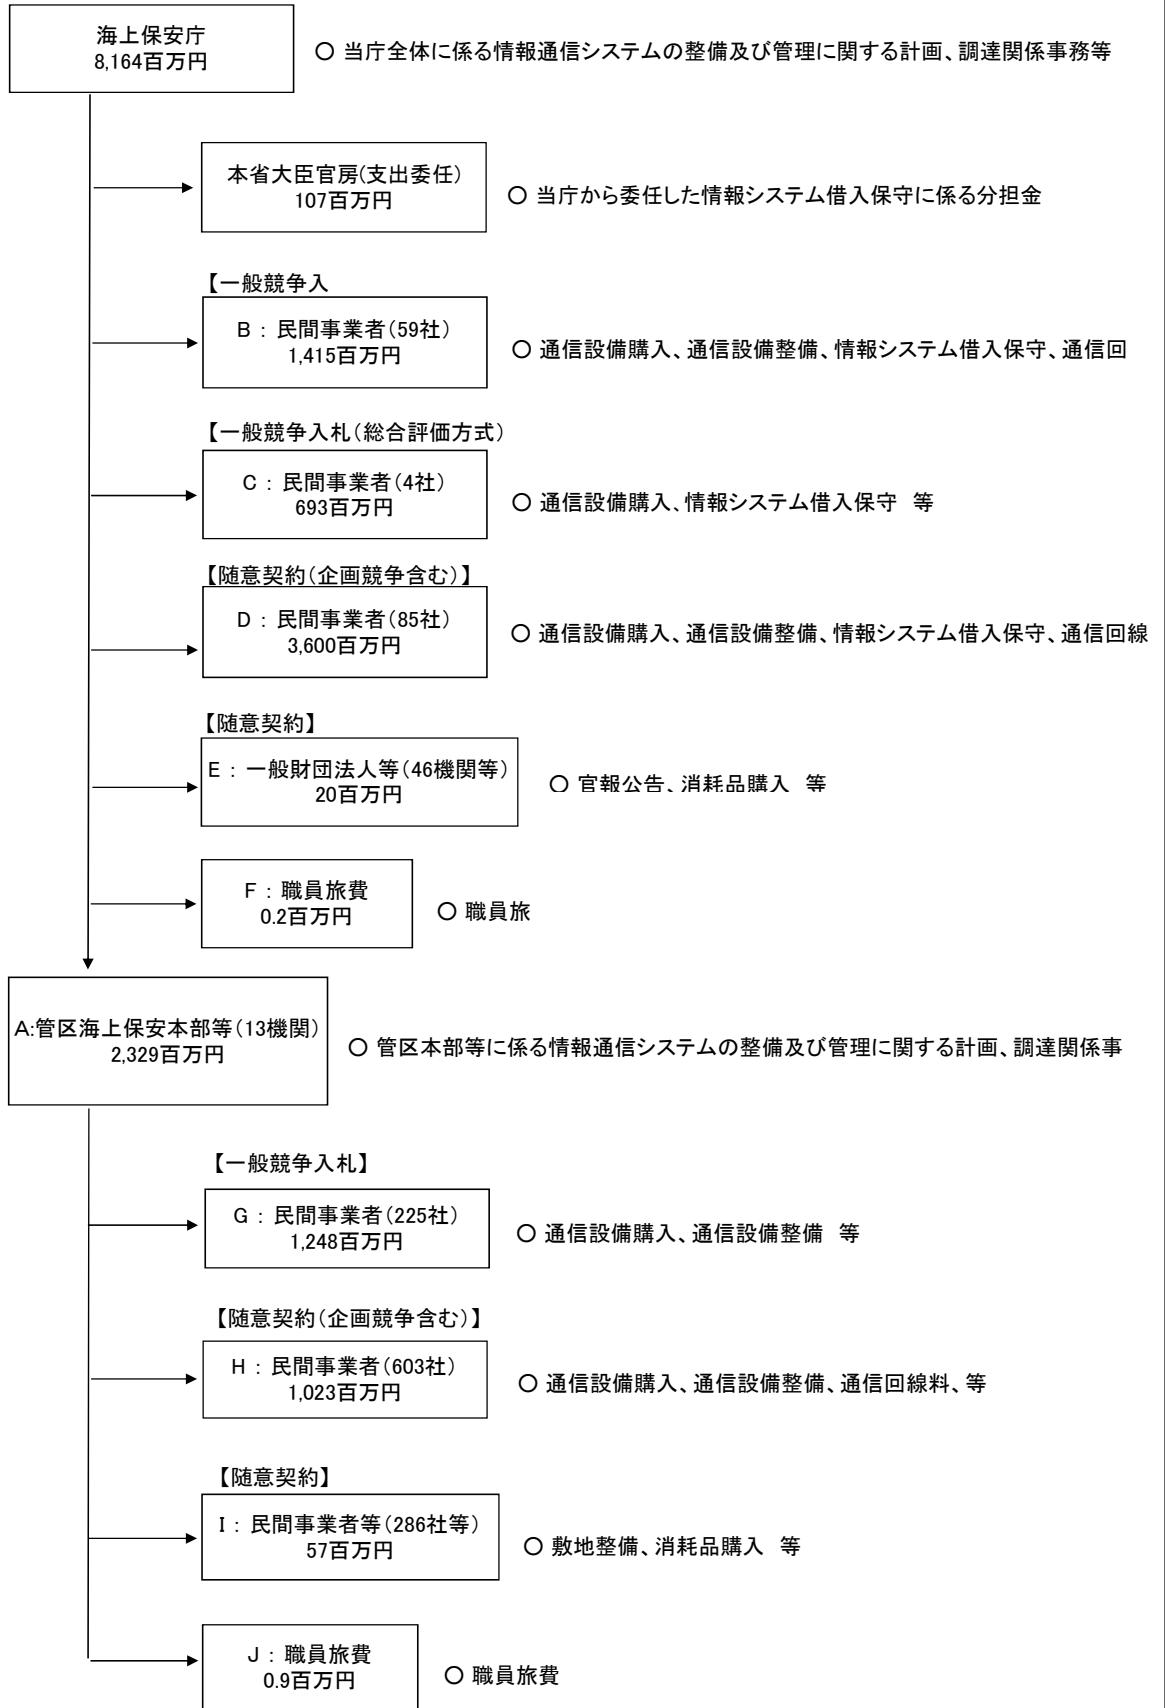 海上保安庁
8,164百万円
○ 当庁全体に係る情報通信システムの整備及び管理に関する計画、調達関係事務等
本省大臣官房(支出委任)
107百万円
○ 当庁から委任した情報システム借入保守に係る分担金
【一般競争入
B : 民間事業者(59社)
1,415百万円
○ 通信設備購入、通信設備整備、情報システム借入保守、通信回
【一般競争入札(総合評価方式)
C : 民間事業者(4社)
693百万円
○ 通信設備購入、情報システム借入保守 等
【随意契約(企画競争含む)】
D : 民間事業者(85社)
3,600百万円
○ 通信設備購入、通信設備整備、情報システム借入保守、通信回線
【随意契約】
E : 一般財団法人等(46機関等)
20百万円
○ 官報公告、消耗品購入 等
F : 職員旅費
0.2百万円
○ 職員旅
A:管区海上保安本部等(13機関)
2,329百万円
○ 管区本部等に係る情報通信システムの整備及び管理に関する計画、調達関係事
【一般競争入札】
G : 民間事業者(225社)
1,248百万円
○ 通信設備購入、通信設備整備 等
【随意契約(企画競争含む)】
H : 民間事業者(603社)
1,023百万円
○ 通信設備購入、通信設備整備、通信回線料、等
【随意契約】
I : 民間事業者等(286社等)
57百万円
○ 敷地整備、消耗品購入 等
J : 職員旅費
0.9百万円
○ 職員旅費